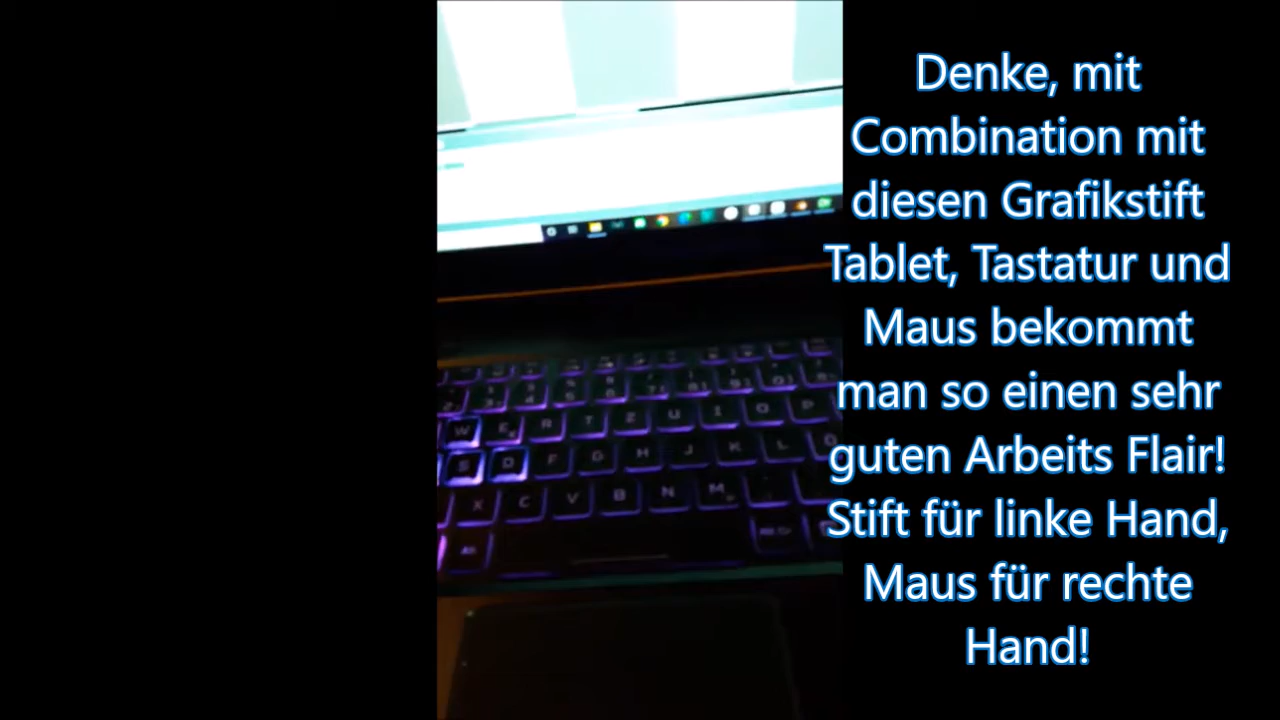 Denke, mit
Combination mit
diesen Grafikstift
Tablet, Tastatur und
Maus bekommt
man so einen sehr
guten Arbeits Flair!
Stift für linke Hand,
Maus für rechte
Hand!
W E R T Z U I O P
S D F G H J K L
X C V B N M